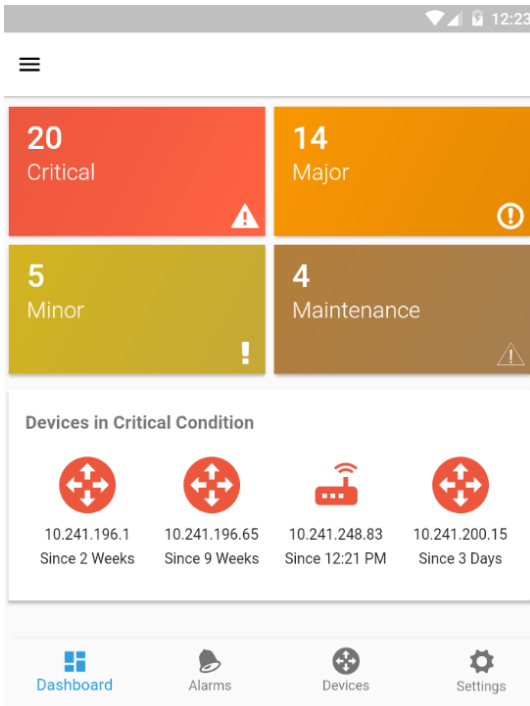 12:23
20
Critical
14
Major
5
Minor
4
Maintenance
Devices in Critical Condition
10.241.196.1
Since 2 Weeks
10.241.196.65
Since 9 Weeks
10.241.248.83
Since 12:21 PM
10.241.200.15
Since 3 Days
Dashboard
Alarms
Devices
Settings